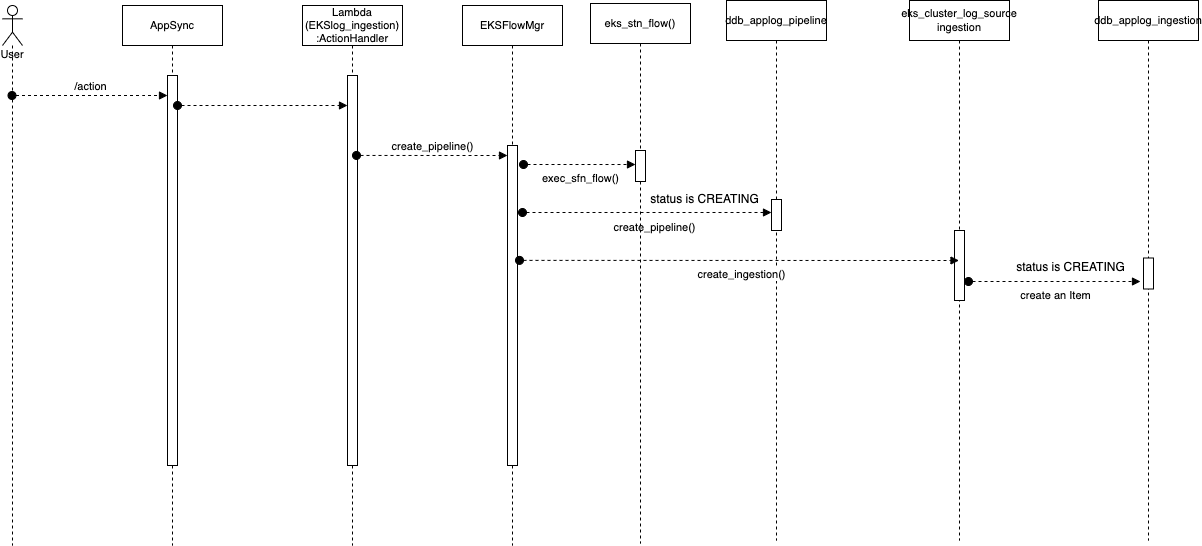 User
AppSync
Lambda
(EKSlog_ingestion)
:ActionHandler
EKSFlowMgr
eks_stn_flow()
ddb_applog_pipeline
eks_cluster_log_source
ingestion
ddb_applog_ingestion
/action
create_pipeline()
exec_sfn_flow()
status is CREATING
create_pipeline()
create_ingestion()
status is CREATING
create an Item